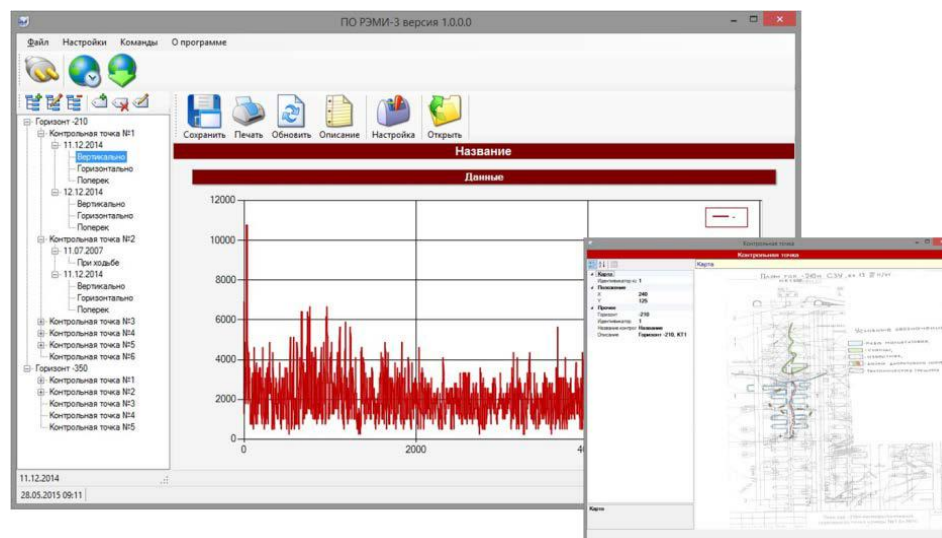 ПО РЭМИ-3 версия 1.0.0.0
Файл Настройки Команды О программе
Сохранить Печать Обновить Описание Настройка Открыть
Горизонт -210
Контрольная точка №1
11.12.2014
Вертикально
Горизонтально
Поперек
12.12.2014
Вертикально
Горизонтально
Поперек
Контрольная точка №2
11.07.2007
При ходьбе
11.12.2014
Вертикально
Горизонтально
Поперек
Контрольная точка №3
Контрольная точка №4
Контрольная точка №5
Контрольная точка №6
Горизонт -350
Контрольная точка №1
Контрольная точка №2
Контрольная точка №3
Контрольная точка №4
Контрольная точка №5
Название
Данные
12000
10000
8000
6000
4000
2000
0
0 2000
11.12.2014
28.05.2015 09:11
Контрольная точка
Контрольная точка
Карта
Карта
1
Положение
X 240
Y 125
Прочее
Горизонт -210
Идентификатор 1
Название
Описание Горизонт -210, КТ1
Карта